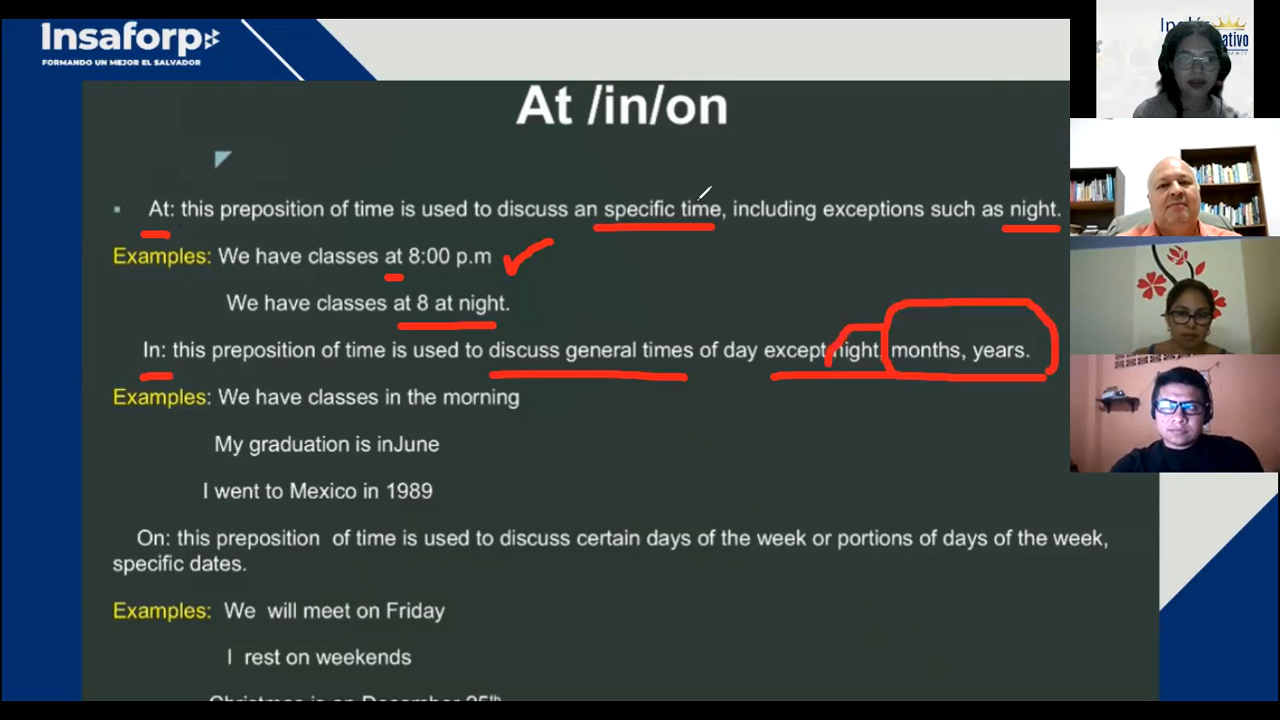 Insaforp
FORMANDO UN MEJOR EL SALVADOR
At /in/on
At: this preposition of time is used to discuss an specific time, including exceptions such as night.
Examples: We have classes at 8:00 p.m
We have classes at 8 at night.
In: this preposition of time is used to discuss general times of day except night, months, years.
Examples: We have classes in the morning
My graduation is inJune
I went to Mexico in 1989
On: this preposition of time is used to discuss certain days of the week or portions of days of the week,
specific dates.
Examples: We will meet on Friday
I rest on weekends
Christmas is on December 25th